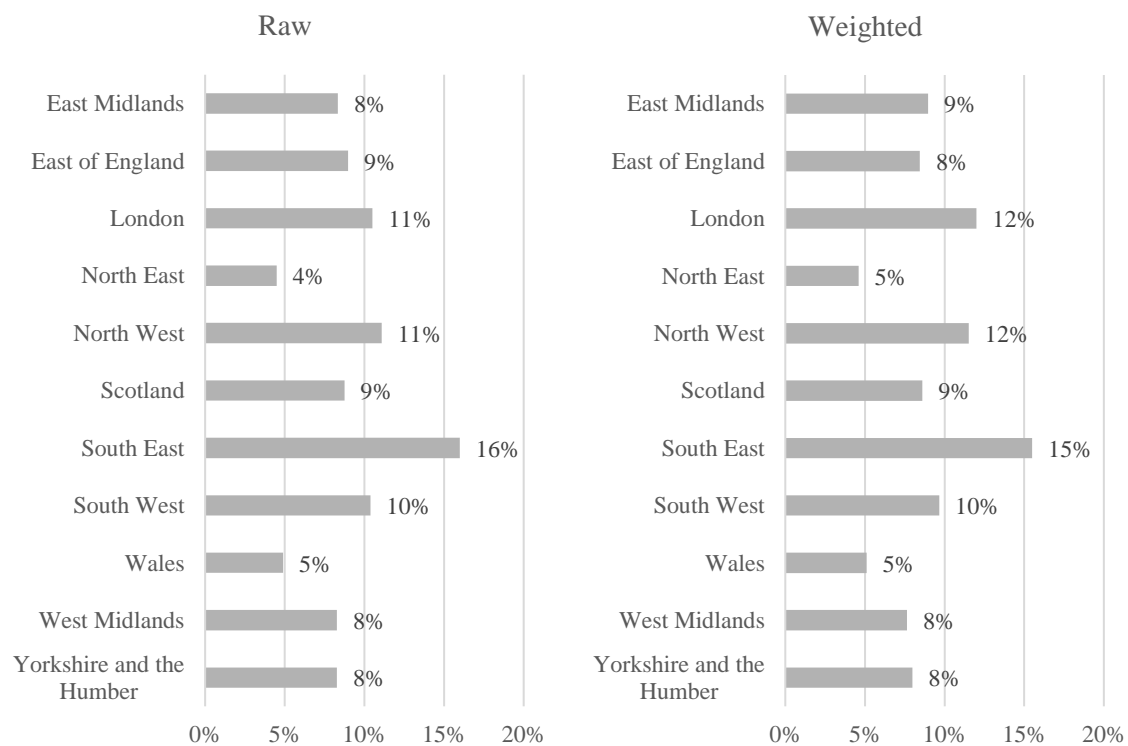 Raw
East Midlands 8%
East of England 9%
London 11%
North East 4%
North West 11%
Scotland 9%
South East 16%
South West 10%
Wales 5%
West Midlands 8%
Yorkshire and the
Humber 8%
0% 5% 10% 15% 20%
Weighted
East Midlands 9%
East of England 8%
London 12%
North East 5%
North West 12%
Scotland 9%
South East 15%
South West 10%
Wales 5%
West Midlands 8%
Yorkshire and the
Humber 8%
0% 5% 10% 15% 20%